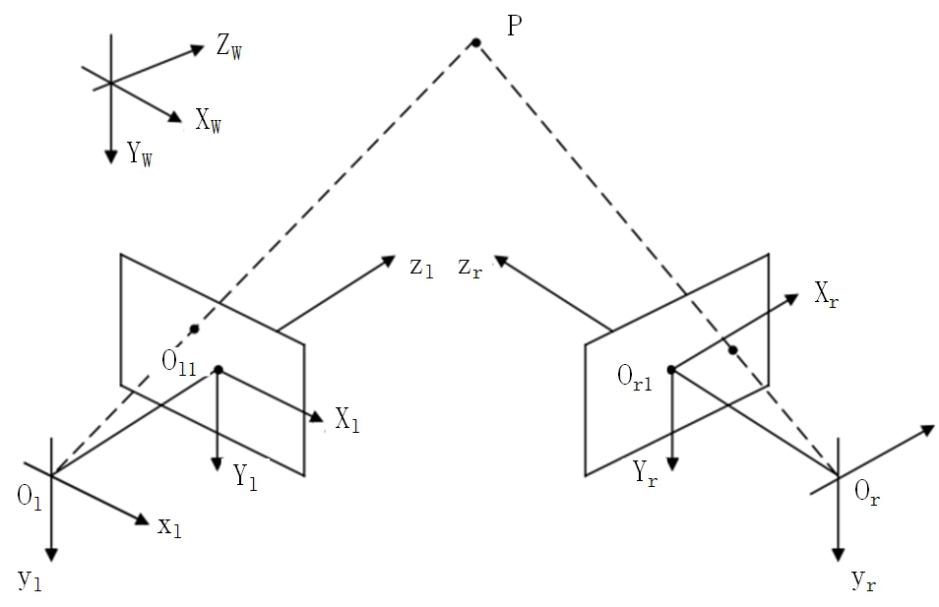 P
Z_W
X_W
Y_W
z_l
z_r
X_r
O_l1
O_r1
X_l
Y_l
Y_r
O_l
O_r
x_l
y_l
y_r